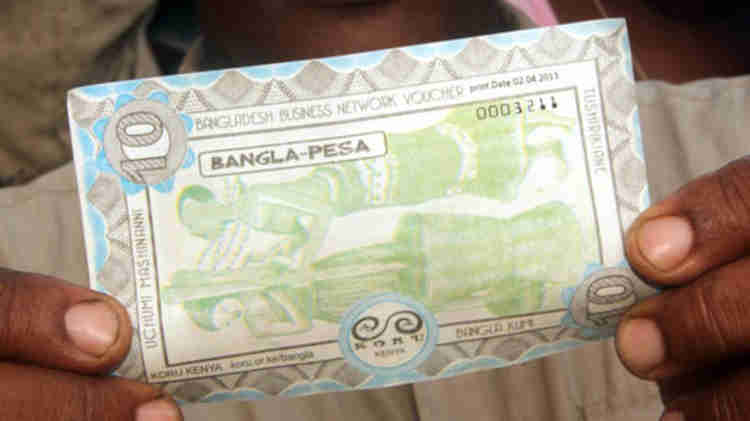 10
BANGLADESH BUSINESS NETWORK VOUCHER print Date 02.04.2013
0003211
BANGLA-PESA
UCHUMI MASHINANI
TUSHIRIKIANE
KORU
KENYA
BANGLA KUMI
10
KORU KENYA koru.or.ke/bangla